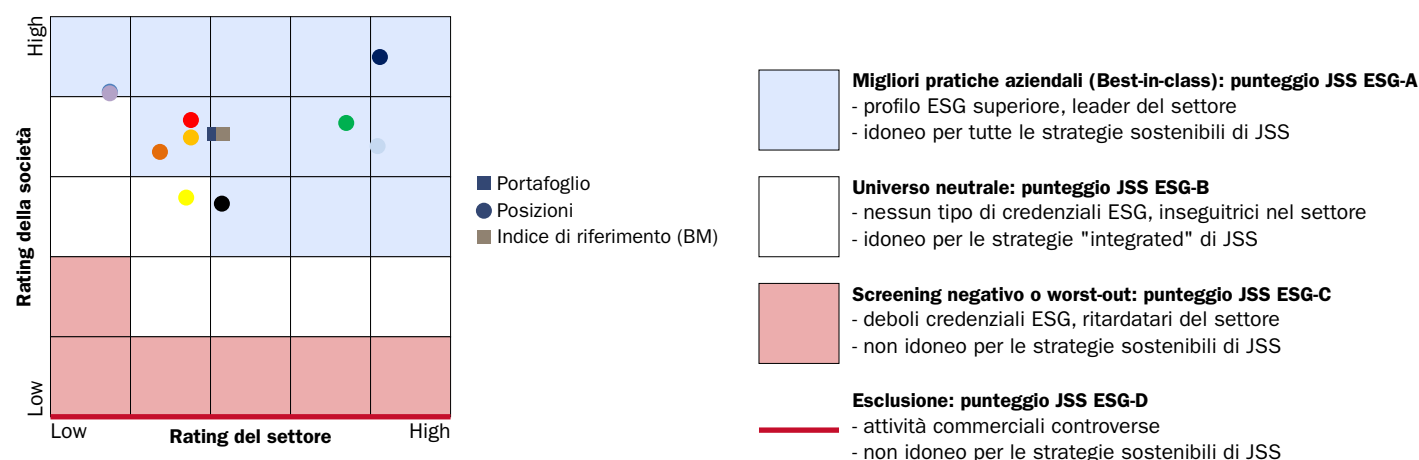 High
Rating della società
Low
Low
Rating del settore
High
Portafoglio
Posizioni
Indice di riferimento (BM)
Migliori pratiche aziendali (Best-in-class): punteggio JSS ESG-A
- profilo ESG superiore, leader del settore
- idoneo per tutte le strategie sostenibili di JSS
Universo neutrale: punteggio JSS ESG-B
- nessun tipo di credenziali ESG, inseguitrici nel settore
- idoneo per le strategie "integrated" di JSS
Screening negativo o worst-out: punteggio JSS ESG-C
- deboli credenziali ESG, ritardatari del settore
- non idoneo per le strategie sostenibili di JSS
Esclusione: punteggio JSS ESG-D
- attività commerciali controverse
- non idoneo per le strategie sostenibili di JSS